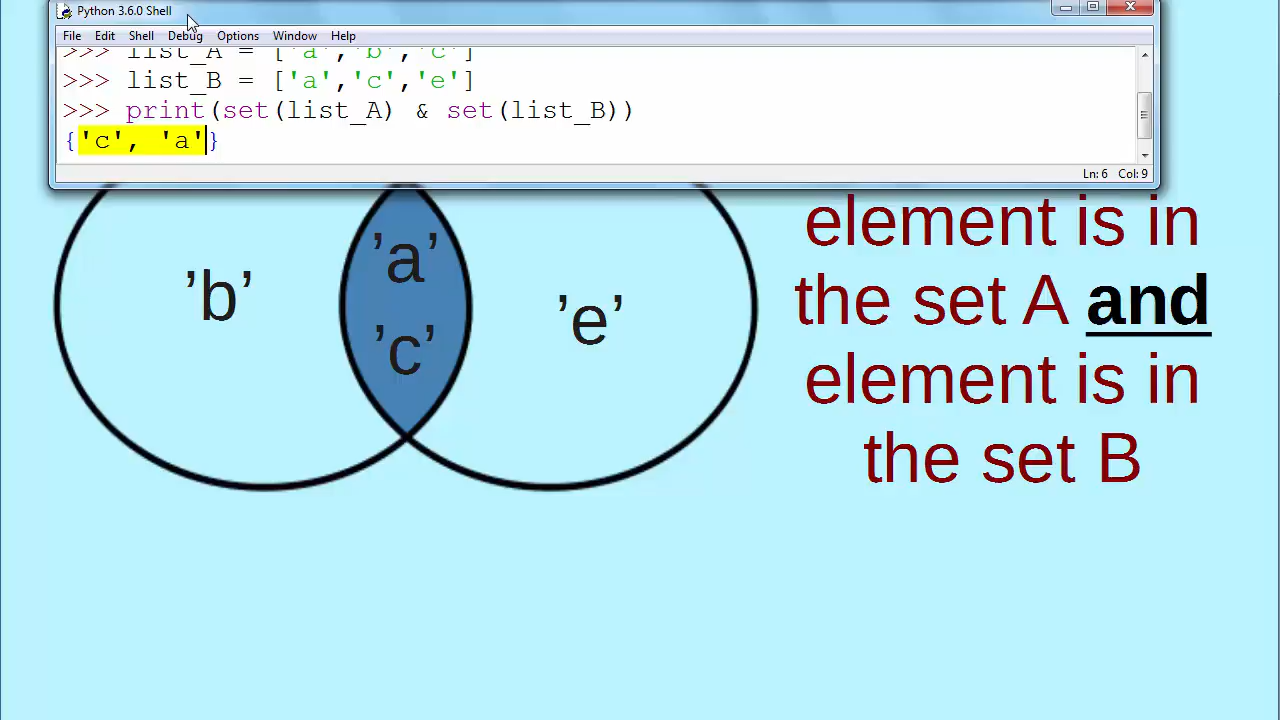 Python 3.6.0 Shell
File Edit Shell Debug Options Window Help
>>> list_A = ['a','b','c']
>>> list_B = ['a','c','e']
>>> print(set(list_A) & set(list_B))
{'c', 'a'}
Ln: 6 Col: 9
’b’
’a’
’c’
’e’
element is in
the set A and
element is in
the set B